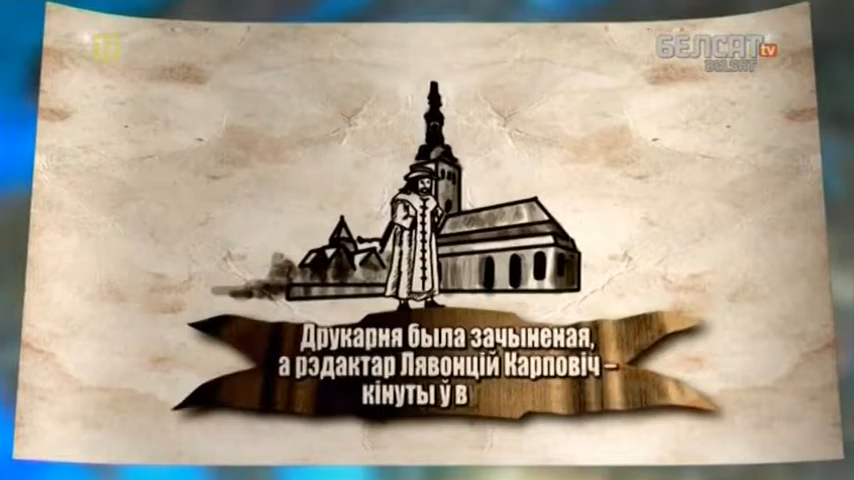 БЕЛСАТ tv
BELSAT
Друкарня была зачыненая,
а рэдактар Лявонцій Карповіч –
кінуты ў в